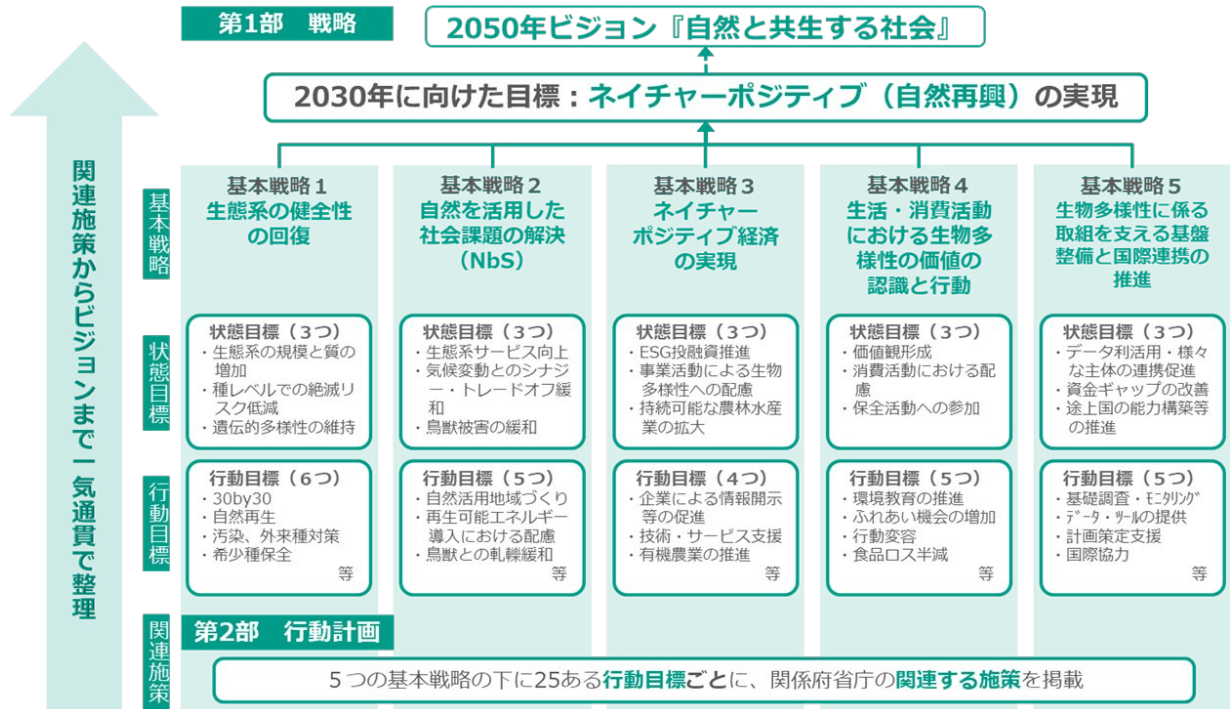 第1部 戦略
2050年ビジョン『自然と共生する社会』
2030年に向けた目標：ネイチャーポジティブ（自然再興）の実現
関連施策からビジョンまで一気通貫で整理
基本戦略
基本戦略1
生態系の健全性
の回復
基本戦略2
自然を活用した
社会課題の解決
（NbS）
基本戦略3
ネイチャー
ポジティブ経済
の実現
基本戦略4
生活・消費活動
における生物多
様性の価値の
認識と行動
基本戦略5
生物多様性に係る
取組を支える基盤
整備と国際連携の
推進
状態目標
状態目標（3つ）
・生態系の規模と質の
増加
・種レベルでの絶滅リ
スク低減
・遺伝的多様性の維持
状態目標（3つ）
・生態系サービス向上
・気候変動とのシナジ
ー・トレードオフ緩
和
・鳥獣被害の緩和
状態目標（3つ）
・ESG投融資推進
・事業活動による生物
多様性への配慮
・持続可能な農林水産
業の拡大
状態目標（3つ）
・価値観形成
・消費活動における配
慮
・保全活動への参加
状態目標（3つ）
・データ利活用・様々
な主体の連携促進
・資金ギャップの改善
・途上国の能力構築等
の推進
行動目標
行動目標（6つ）
・30by30
・自然再生
・汚染、外来種対策
・希少種保全
等
行動目標（5つ）
・自然活用地域づくり
・再生可能エネルギー
導入における配慮
・鳥獣との軋轢緩和
等
行動目標（4つ）
・企業による情報開示
等の促進
・技術・サービス支援
・有機農業の推進
等
行動目標（5つ）
・環境教育の推進
・ふれあい機会の増加
・行動変容
・食品ロス半減
等
行動目標（5つ）
・基礎調査・ﾓﾆﾀﾘﾝｸﾞ
・ﾃﾞｰﾀ・ﾂｰﾙの提供
・計画策定支援
・国際協力
等
関連施策
第2部 行動計画
5つの基本戦略の下に25ある行動目標ごとに、関係府省庁の関連する施策を掲載